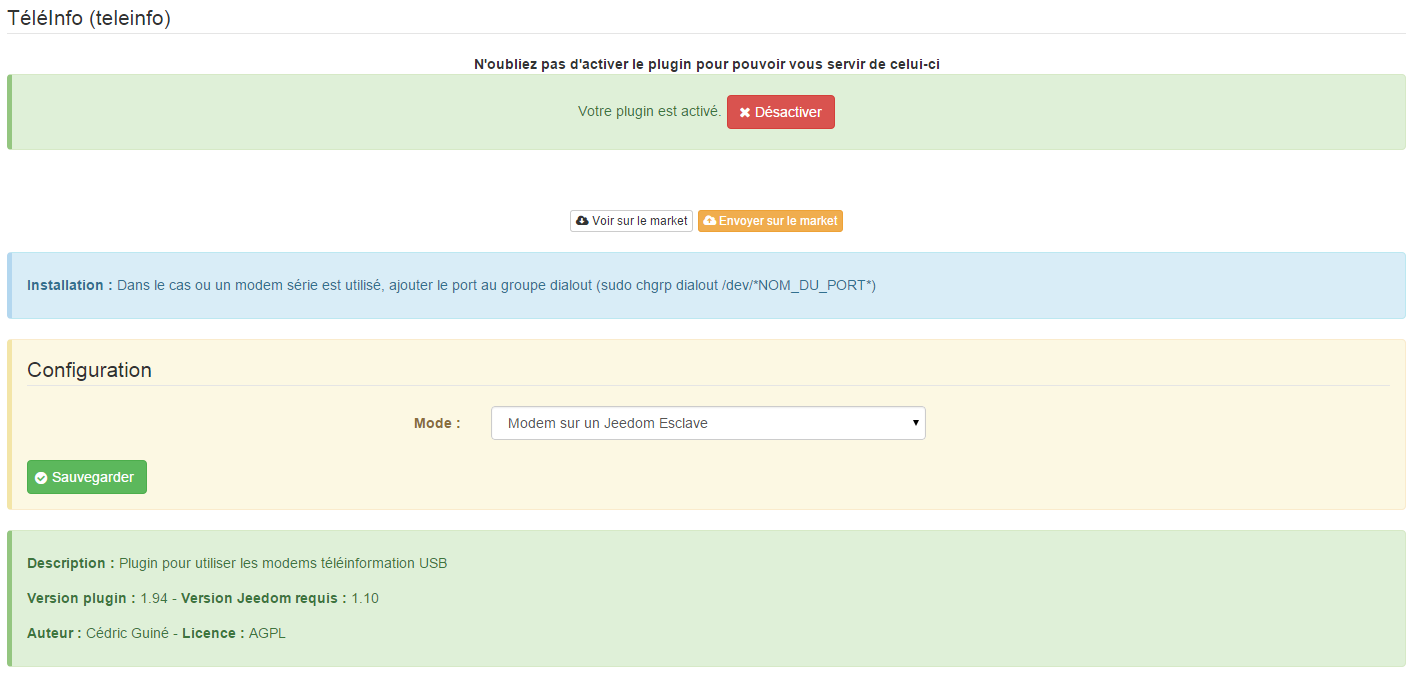 TéléInfo (teleinfo)
N'oubliez pas d'activer le plugin pour pouvoir vous servir de celui-ci
Votre plugin est activé. Désactiver
Voir sur le market Envoyer sur le market
Installation : Dans le cas ou un modem série est utilisé, ajouter le port au groupe dialout (sudo chgrp dialout /dev/*NOM_DU_PORT*)
Configuration
Mode : Modem sur un Jeedom Esclave
Sauvegarder
Description : Plugin pour utiliser les modems téléinformation USB
Version plugin : 1.94 - Version Jeedom requis : 1.10
Auteur : Cédric Guiné - Licence : AGPL